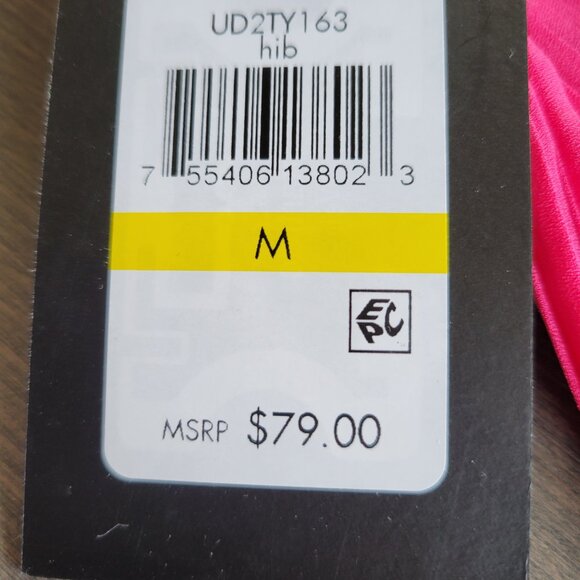 UD2TY163
hib
7 55406 13802 3
M
EPC
MSRP $79.00